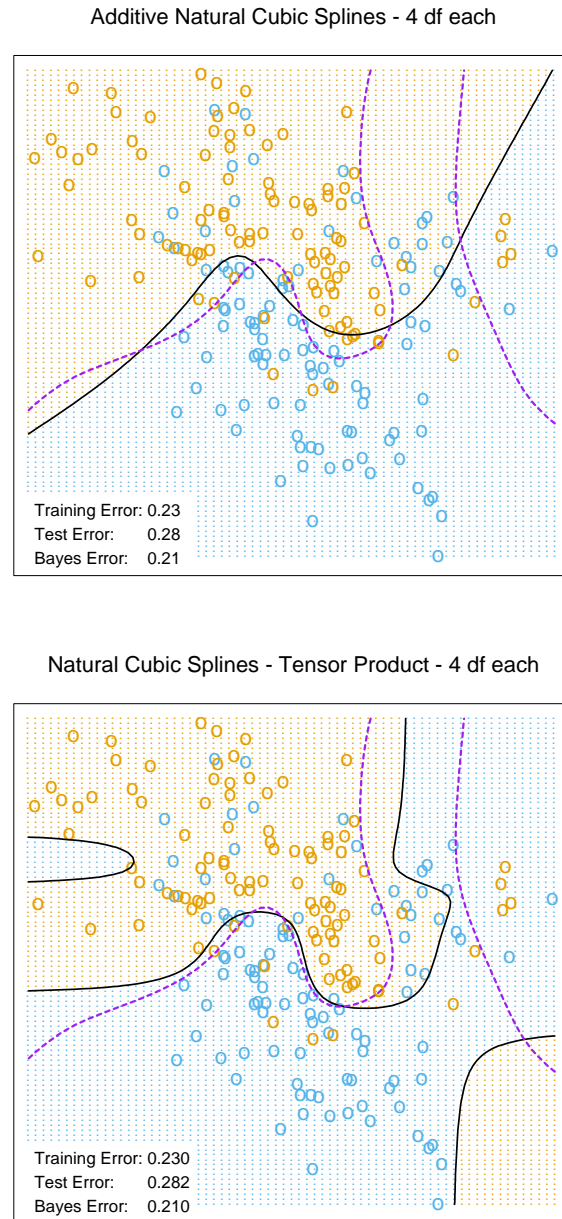 Additive Natural Cubic Splines - 4 df each
Training Error: 0.23
Test Error: 0.28
Bayes Error: 0.21
Natural Cubic Splines - Tensor Product - 4 df each
Training Error: 0.230
Test Error: 0.282
Bayes Error: 0.210